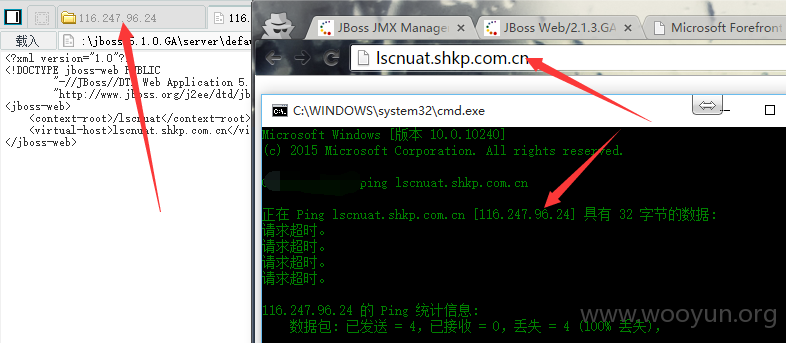 116.247.96.24
116.
载入
:\jboss-5.1.0.GA\server\defau
<?xml version="1.0"?
<!DOCTYPE jboss-web PUBLIC
"-//JBoss//DTD Web Application 5.
"http://www.jboss.org/j2ee/dtd/jb
<jboss-web>
<context-root>/lscnuat</context-root>
<virtual-host>lscnuat.shkp.com.cn</vi
</jboss-web>
JBoss JMX Managem
JBoss Web/2.1.3.GA
Microsoft Forefront
lscnuat.shkp.com.cn
C:\WINDOWS\system32\cmd.exe
Microsoft Windows [版本 10.0.10240]
(c) 2015 Microsoft Corporation. All rights reserved.
ping lscnuat.shkp.com.cn
正在 Ping lscnuat.shkp.com.cn [116.247.96.24] 具有 32 字节的数据:
请求超时。
请求超时。
请求超时。
请求超时。
116.247.96.24 的 Ping 统计信息:
数据包: 已发送 = 4，已接收 = 0，丢失 = 4 (100% 丢失)，
www.wooyun.org